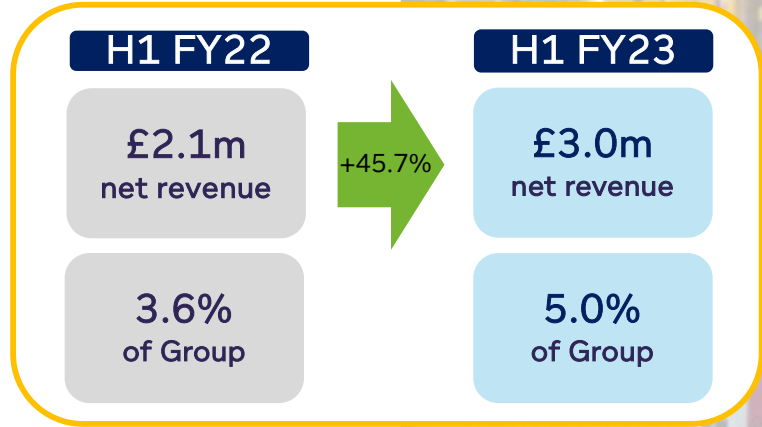 H1 FY22
H1 FY23
£2.1m
net revenue
+45.7%
£3.0m
net revenue
3.6%
of Group
5.0%
of Group